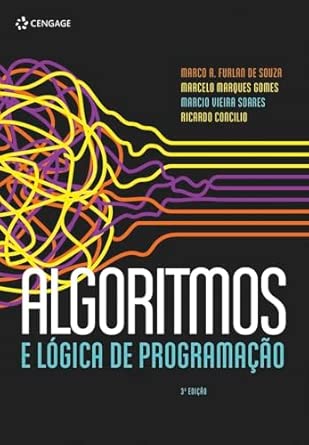 CENGAGE
MARCO A. FURLAN DE SOUZA
MARCELO MARQUES GOMES
MARCIO VIEIRA SOARES
RICARDO CONCILIO
ALGORITMOS
E LÓGICA DE PROGRAMAÇÃO
3ª EDIÇÃO